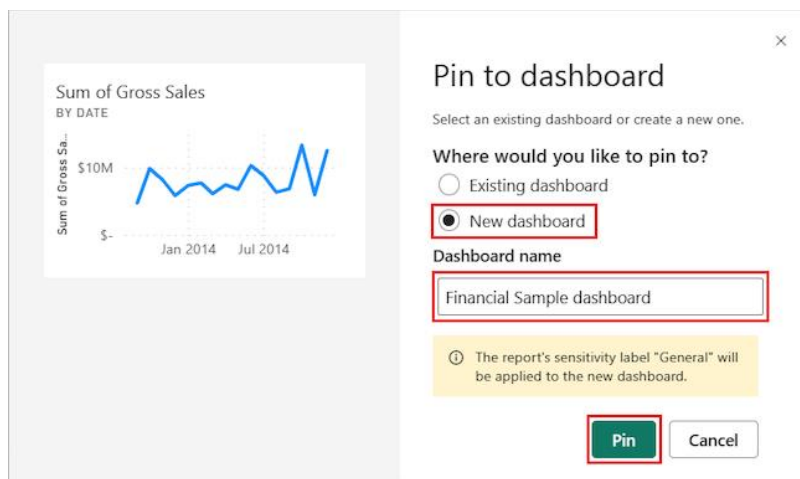 Sum of Gross Sales
BY DATE
Sum of Gross Sa...
$10M
$-
Jan 2014 Jul 2014
Pin to dashboard
Select an existing dashboard or create a new one.
Where would you like to pin to?
Existing dashboard
New dashboard
Dashboard name
Financial Sample dashboard
The report's sensitivity label "General" will
be applied to the new dashboard.
Pin Cancel